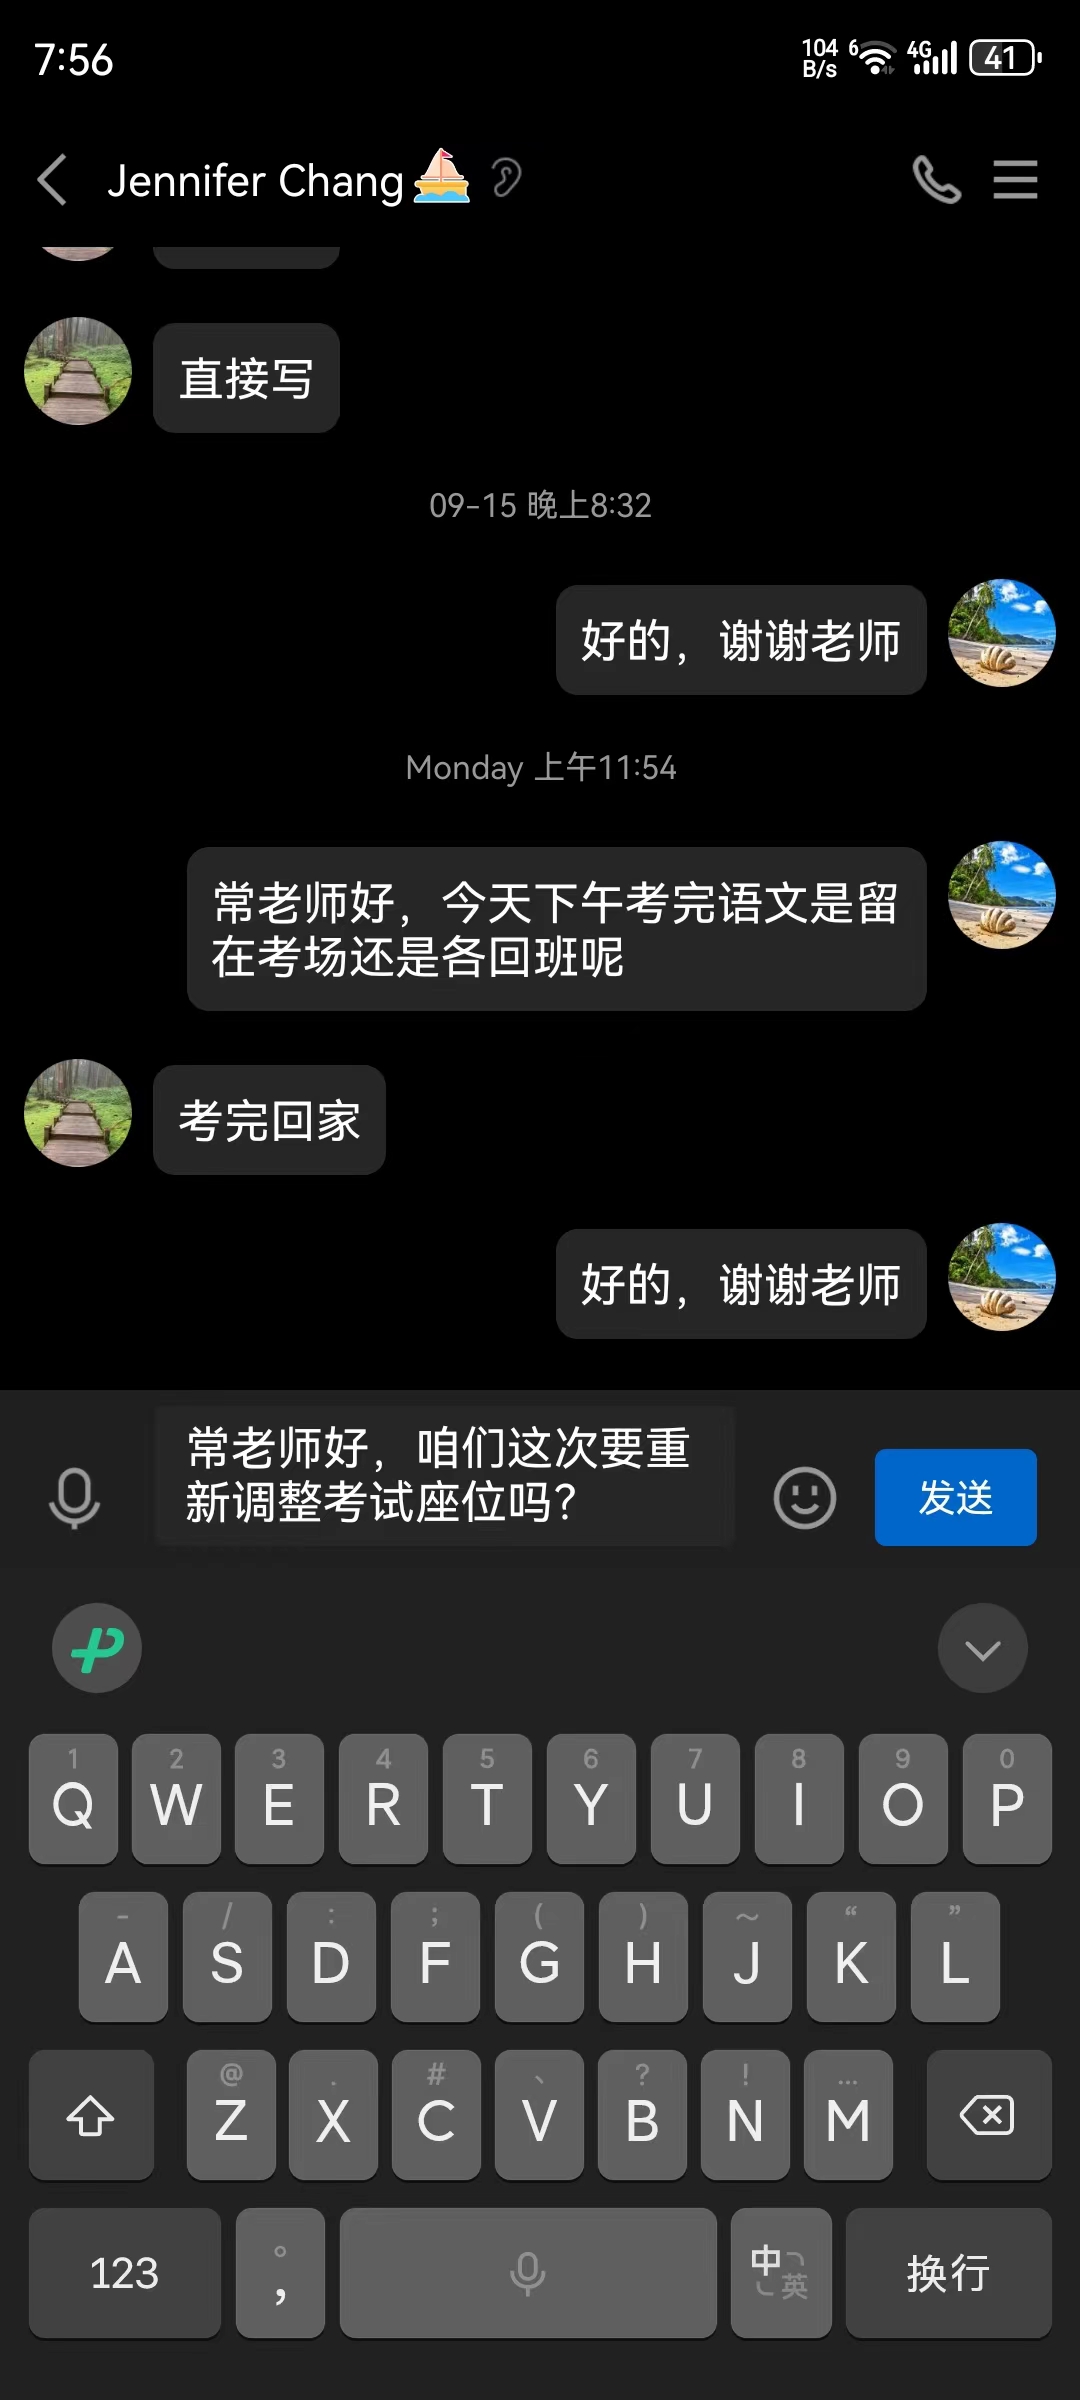 7:56
104 B/s
6
4G
41
Jennifer Chang
直接写
09-15 晚上8:32
好的，谢谢老师
Monday 上午11:54
常老师好，今天下午考完语文是留
在考场还是各回班呢
考完回家
好的，谢谢老师
常老师好，咱们这次要重
新调整考试座位吗？
发送
1 2 3 4 5 6 7 8 9 0
Q W E R T Y U I O P
- / : ; ( ) ～ “ ”
A S D F G H J K L
@ . # 、 ? ! …
Z X C V B N M
123 。 ， 中 英 换行